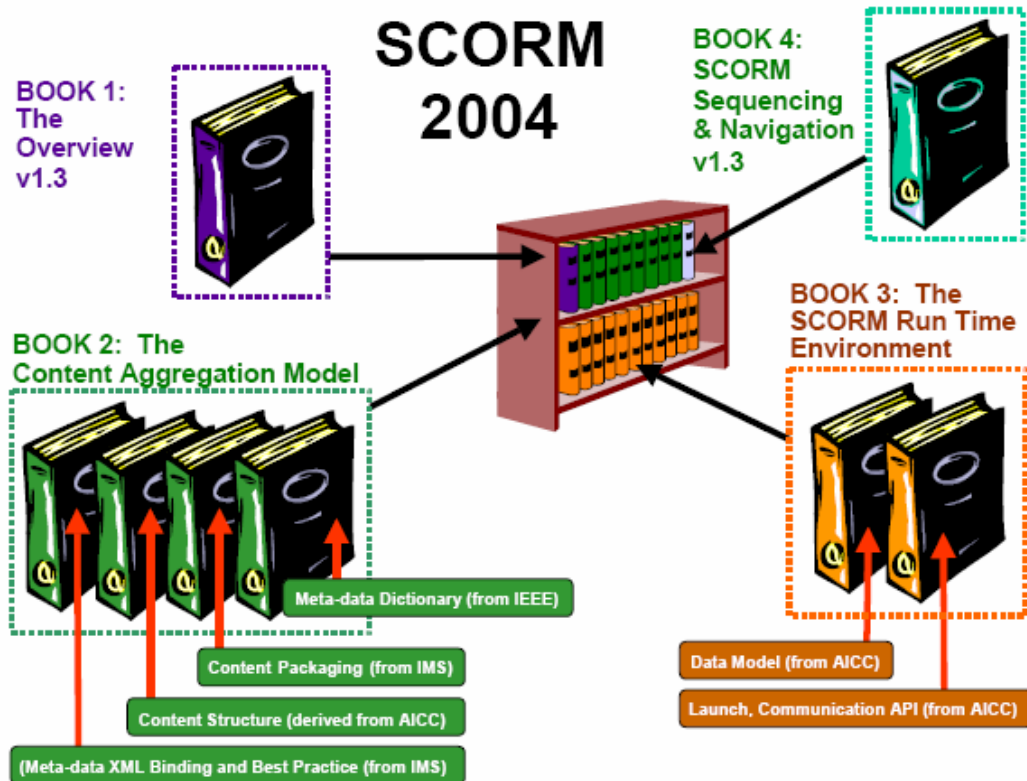 SCORM
2004
BOOK 1:
The
Overview
v1.3
BOOK 4:
SCORM
Sequencing
& Navigation
v1.3
BOOK 2:  The
Content Aggregation Model
BOOK 3:  The
SCORM Run Time
Environment
Meta-data Dictionary (from IEEE)
Content Packaging (from IMS)
Content Structure (derived from AICC)
(Meta-data XML Binding and Best Practice (from IMS)
Data Model (from AICC)
Launch, Communication API (from AICC)